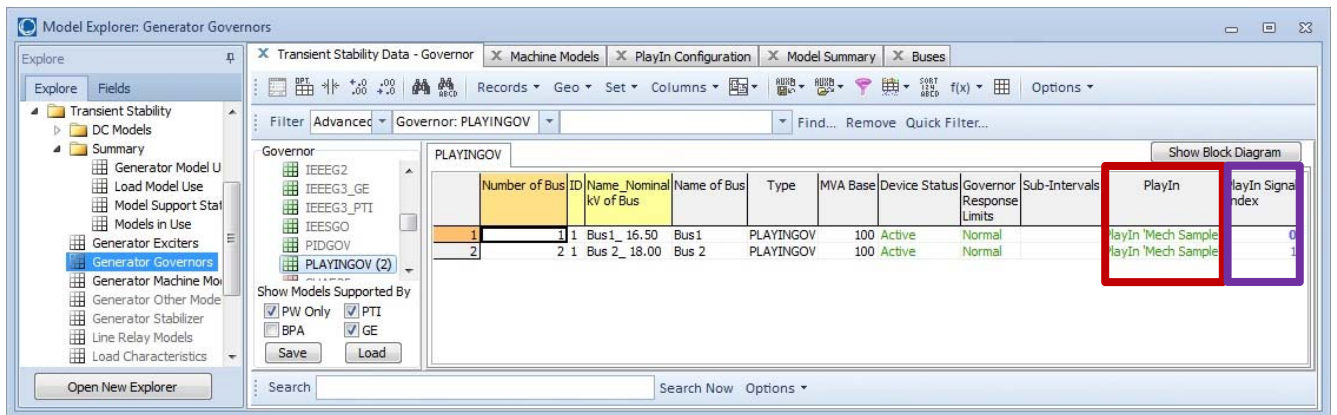 Model Explorer: Generator Governors
Explore
Explore Fields
Transient Stability
DC Models
Summary
Generator Model U
Load Model Use
Model Support Stat
Models in Use
Generator Exciters
Generator Governors
Generator Machine Mo
Generator Other Mode
Generator Stabilizer
Line Relay Models
Load Characteristics
Open New Explorer
X Transient Stability Data - Governor X Machine Models X PlayIn Configuration X Model Summary X Buses
Records Geo Set Columns f(x) Options
Filter Advanced Governor: PLAYINGOV Find... Remove Quick Filter...
Governor
IEEEG2
IEEEG3_GE
IEEEG3_PTI
IEESGO
PIDGOV
PLAYINGOV (2)
Show Models Supported By
PW Only PTI
BPA GE
Save Load
PLAYINGOV Show Block Diagram
Number of Bus ID Name_Nominal kV of Bus Name of Bus Type MVA Base Device Status Governor Response Limits Sub-Intervals PlayIn PlayIn Signal Index
1 1 1 Bus1_ 16.50 Bus1 PLAYINGOV 100 Active Normal PlayIn 'Mech Sample 0
2 2 1 Bus 2_ 18.00 Bus 2 PLAYINGOV 100 Active Normal PlayIn 'Mech Sample 1
Search Search Now Options